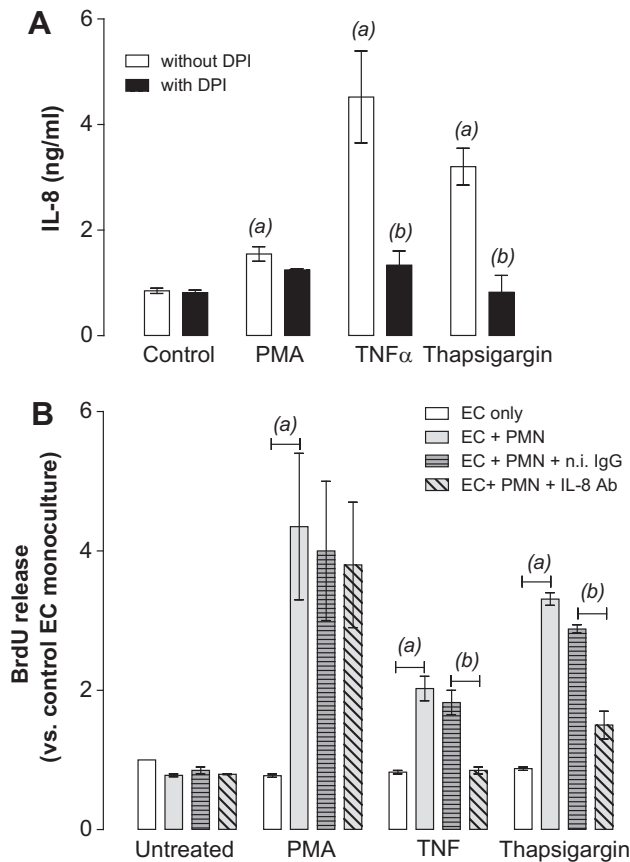 A
without DPI
with DPI
IL-8 (ng/ml)
6
4
2
0
(a)
(a)
(b)
(a)
(b)
Control PMA TNFα Thapsigargin
B
EC only
EC + PMN
EC + PMN + n.i. IgG
EC+ PMN + IL-8 Ab
BrdU release
(vs. control EC monoculture)
6
4
2
0
(a)
(a)
(b)
(a)
(b)
Untreated PMA TNF Thapsigargin